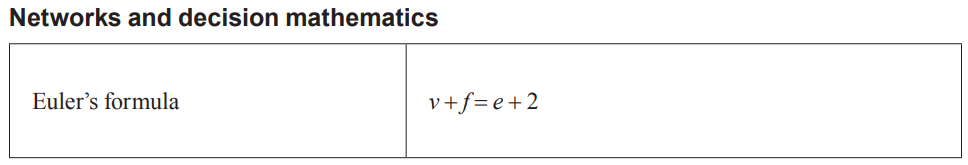 Networks and decision mathematics
Euler’s formula
v + f = e + 2